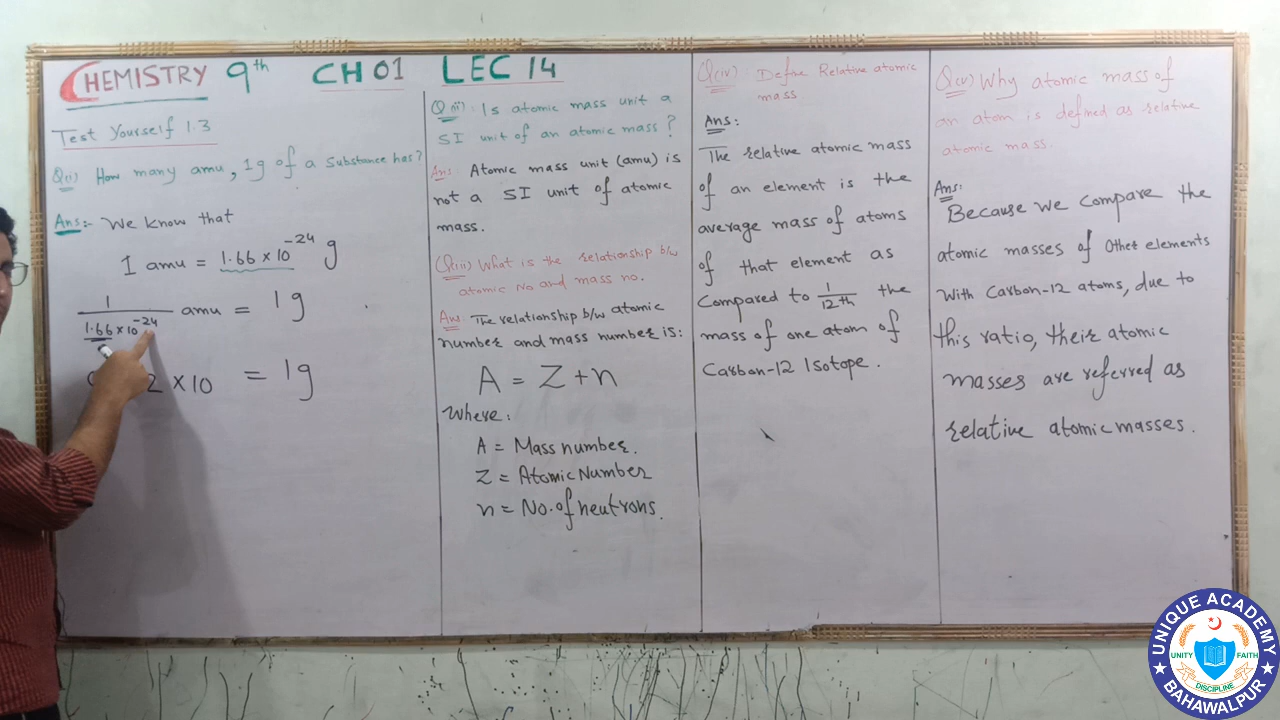 CHEMISTRY 9th CH 01 LEC 14
Test Yourself 1.3
Q(i) How many amu, 1g of a Substance has?
Ans:- We know that
1 amu = 1.66 × 10⁻²⁴ g
1
1.66 × 10⁻²⁴ amu = 1g
2 × 10 = 1g
Q(ii): Is atomic mass unit a
SI unit of an atomic mass?
Ans: Atomic mass unit (amu) is
not a SI unit of atomic
mass.
Q(iii) What is the relationship b/w
atomic No and mass no.
Ans: The relationship b/w atomic
number and mass number is:
A = Z + n
Where:
A = Mass number.
Z = Atomic Number
n = No. of neutrons.
Q(iv): Define Relative atomic
mass
Ans:
The relative atomic mass
of an element is the
average mass of atoms
of that element as
Compared to 1/12th the
mass of one atom of
Carbon-12 Isotope.
Q(v) Why atomic mass of
an atom is defined as relative
atomic mass.
Ans:
Because we compare the
atomic masses of Other elements
With Carbon-12 atoms, due to
this ratio, their atomic
masses are referred as
relative atomic masses.
UNIQUE ACADEMY
UNITY FAITH
DISCIPLINE
BAHAWALPUR